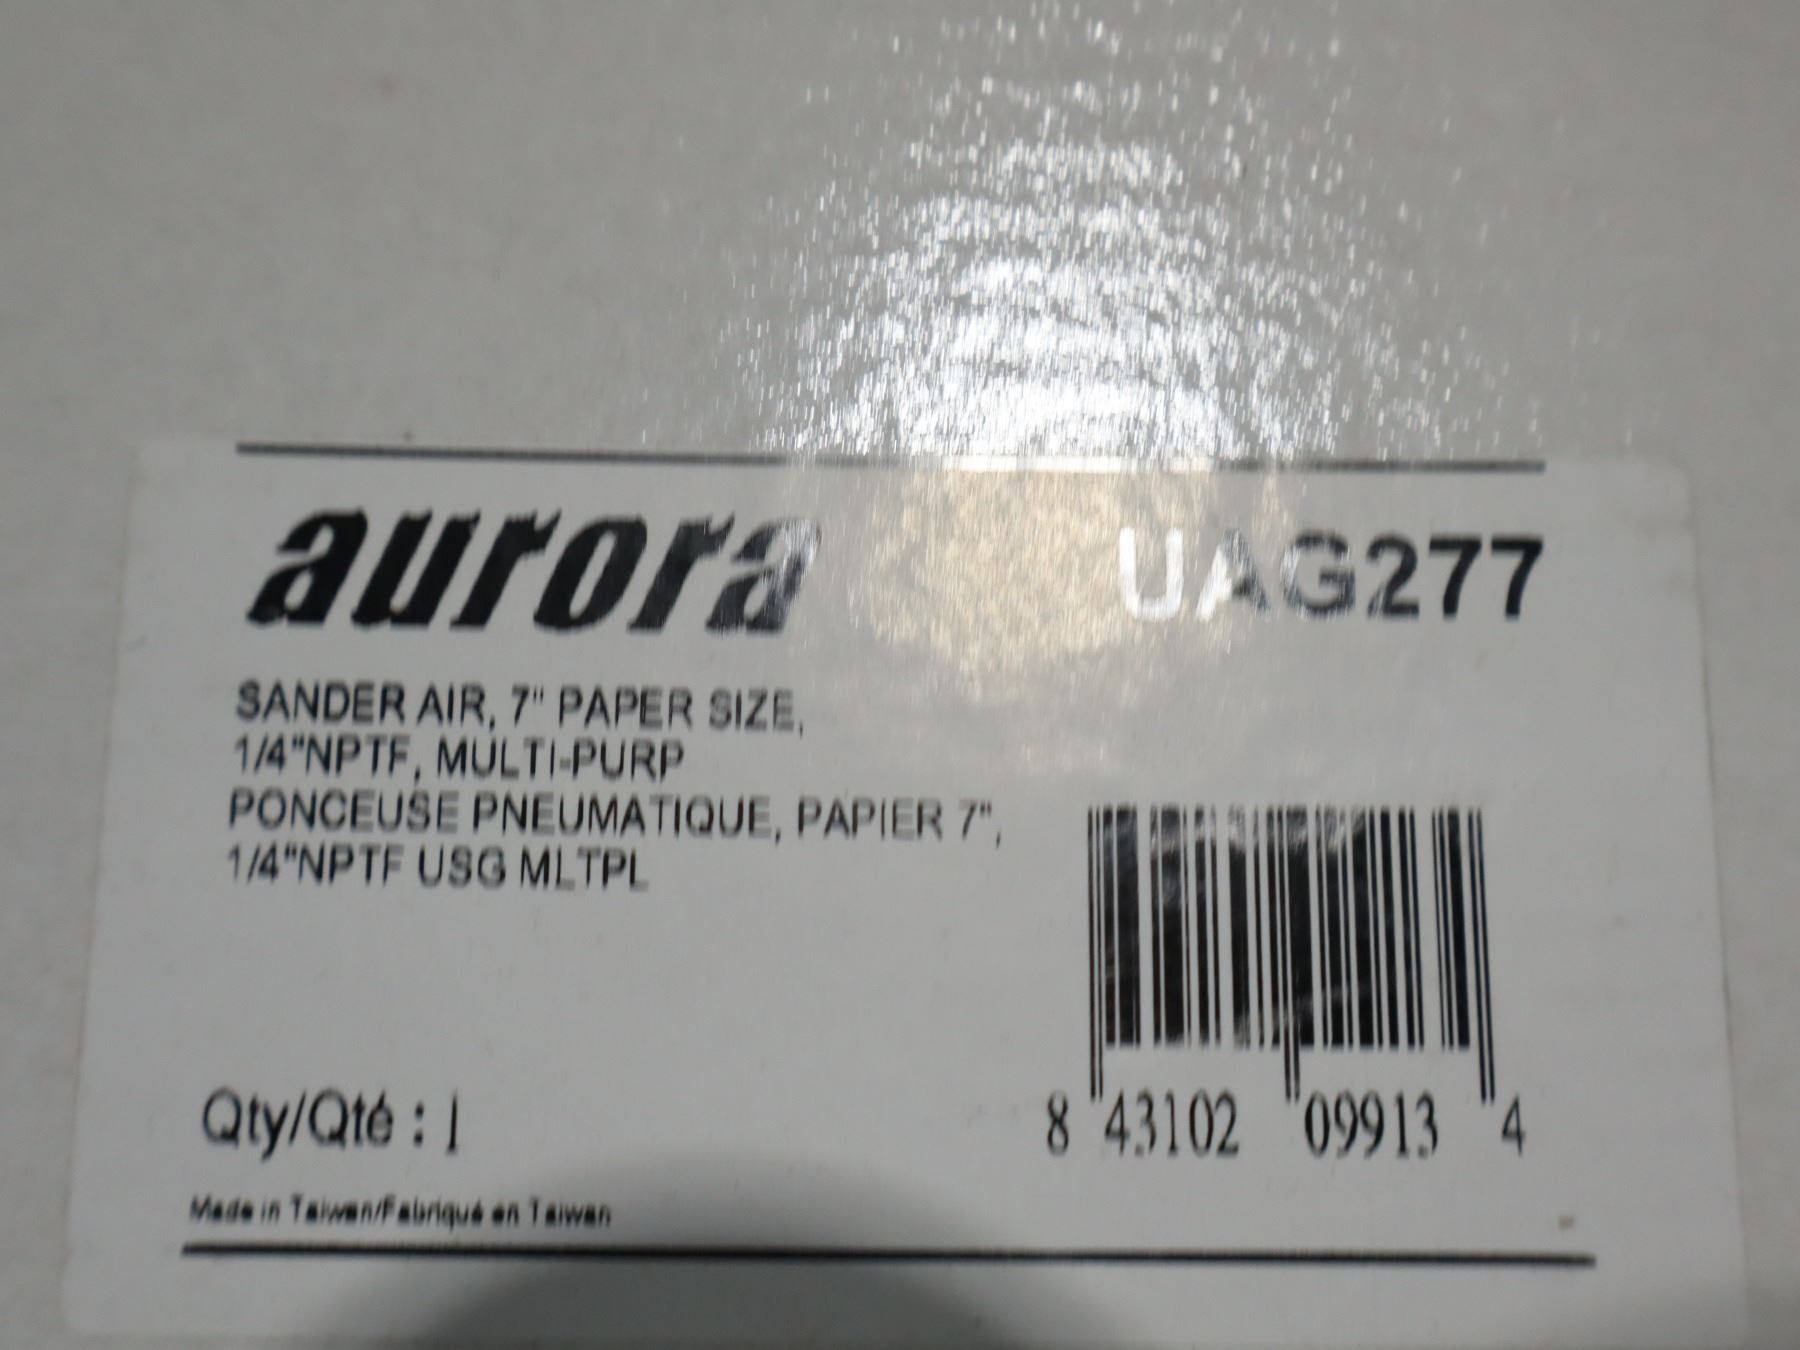 aurora UAG277
SANDER AIR, 7" PAPER SIZE,
1/4"NPTF, MULTI-PURP
PONCEUSE PNEUMATIQUE, PAPIER 7",
1/4"NPTF USG MLTPL
Qty/Qté : 1
8 43102 09913 4
Made in Taiwan/Fabriqué en Taiwan